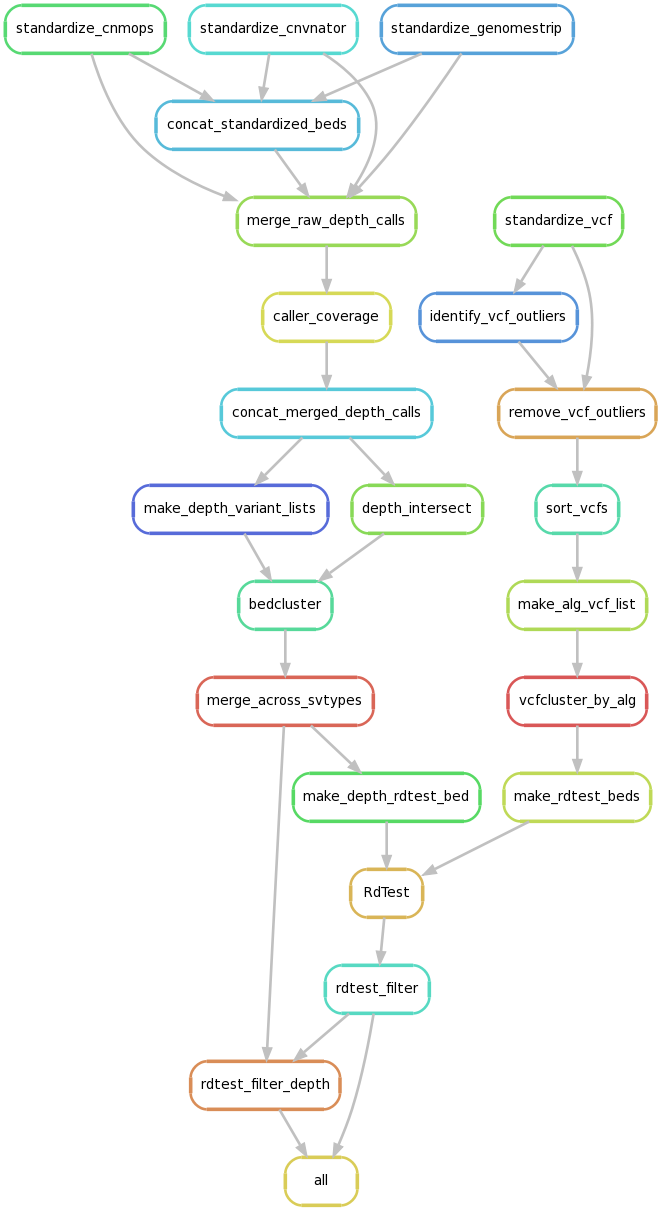 standardize_cnmops
standardize_cnvnator
standardize_genomestrip
concat_standardized_beds
merge_raw_depth_calls
standardize_vcf
caller_coverage
identify_vcf_outliers
concat_merged_depth_calls
remove_vcf_outliers
make_depth_variant_lists
depth_intersect
sort_vcfs
bedcluster
make_alg_vcf_list
merge_across_svtypes
vcfcluster_by_alg
make_depth_rdtest_bed
make_rdtest_beds
RdTest
rdtest_filter
rdtest_filter_depth
all